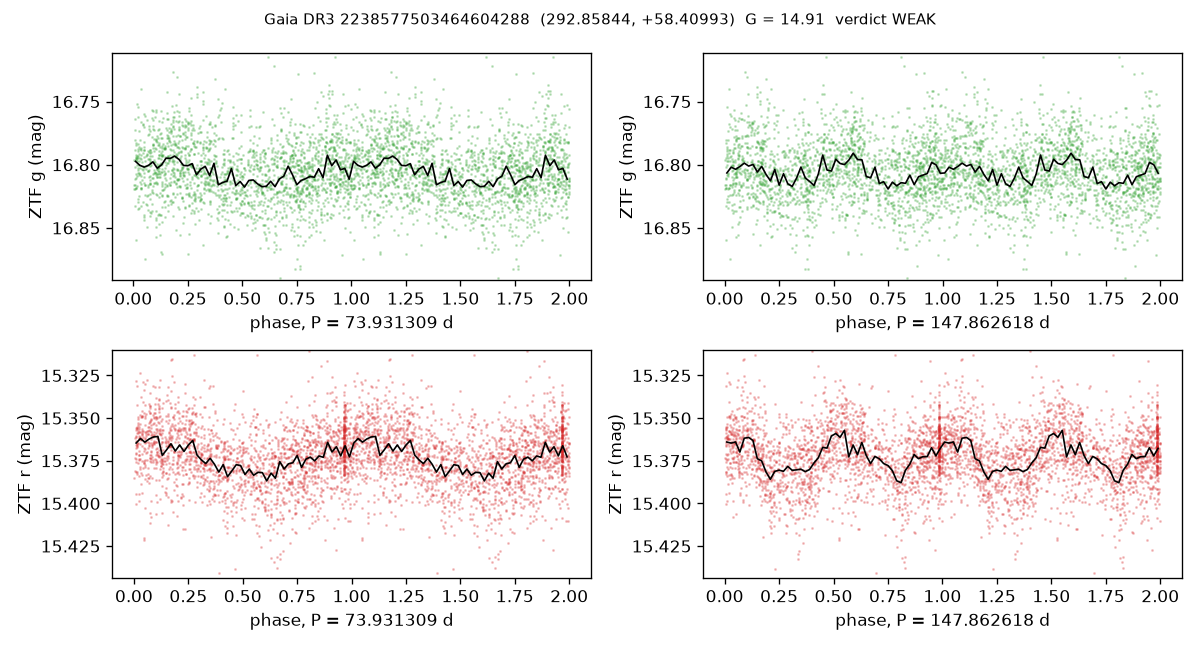 Gaia DR3 2238577503464604288 (292.85844, +58.40993) G = 14.91 verdict WEAK
ZTF g (mag)
16.75
16.80
16.85
0.00 0.25 0.50 0.75 1.00 1.25 1.50 1.75 2.00
phase, P = 73.931309 d
ZTF g (mag)
16.75
16.80
16.85
0.00 0.25 0.50 0.75 1.00 1.25 1.50 1.75 2.00
phase, P = 147.862618 d
ZTF r (mag)
15.325
15.350
15.375
15.400
15.425
0.00 0.25 0.50 0.75 1.00 1.25 1.50 1.75 2.00
phase, P = 73.931309 d
ZTF r (mag)
15.325
15.350
15.375
15.400
15.425
0.00 0.25 0.50 0.75 1.00 1.25 1.50 1.75 2.00
phase, P = 147.862618 d